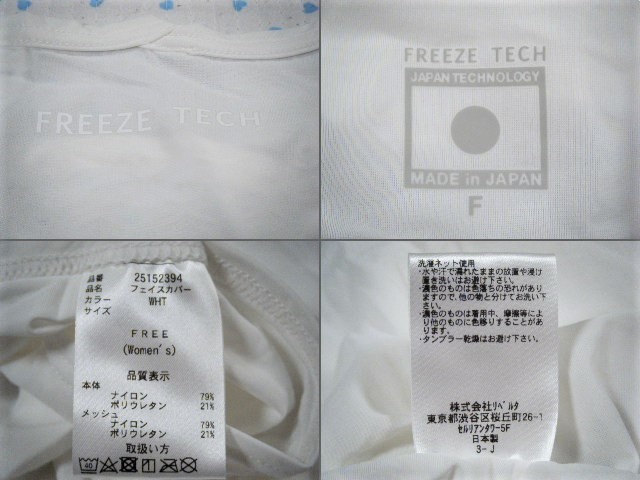 FREEZE TECH
FREEZE TECH
JAPAN TECHNOLOGY
MADE in JAPAN
F
品番 25152394
品名 フェイスカバー
カラー WHT
サイズ
FREE
(Women's)
品質表示
本体
ナイロン 79%
ポリウレタン 21%
メッシュ
ナイロン 79%
ポリウレタン 21%
取扱い方
40
洗濯ネット使用
・水や汗で濡れたままの放置や浸け
置き洗いはお避け下さい。
・濃色のものは色落ちの恐れがあり
ますので、他の物と分けてお洗い下
さい。
・濃色のものは着用中、摩擦等によ
り他のものに色移りすることがあ
ります。
・タンブラー乾燥はお避け下さい。
株式会社リベルタ
東京都渋谷区桜丘町26-1
セルリアンタワー5F
日本製
3-J